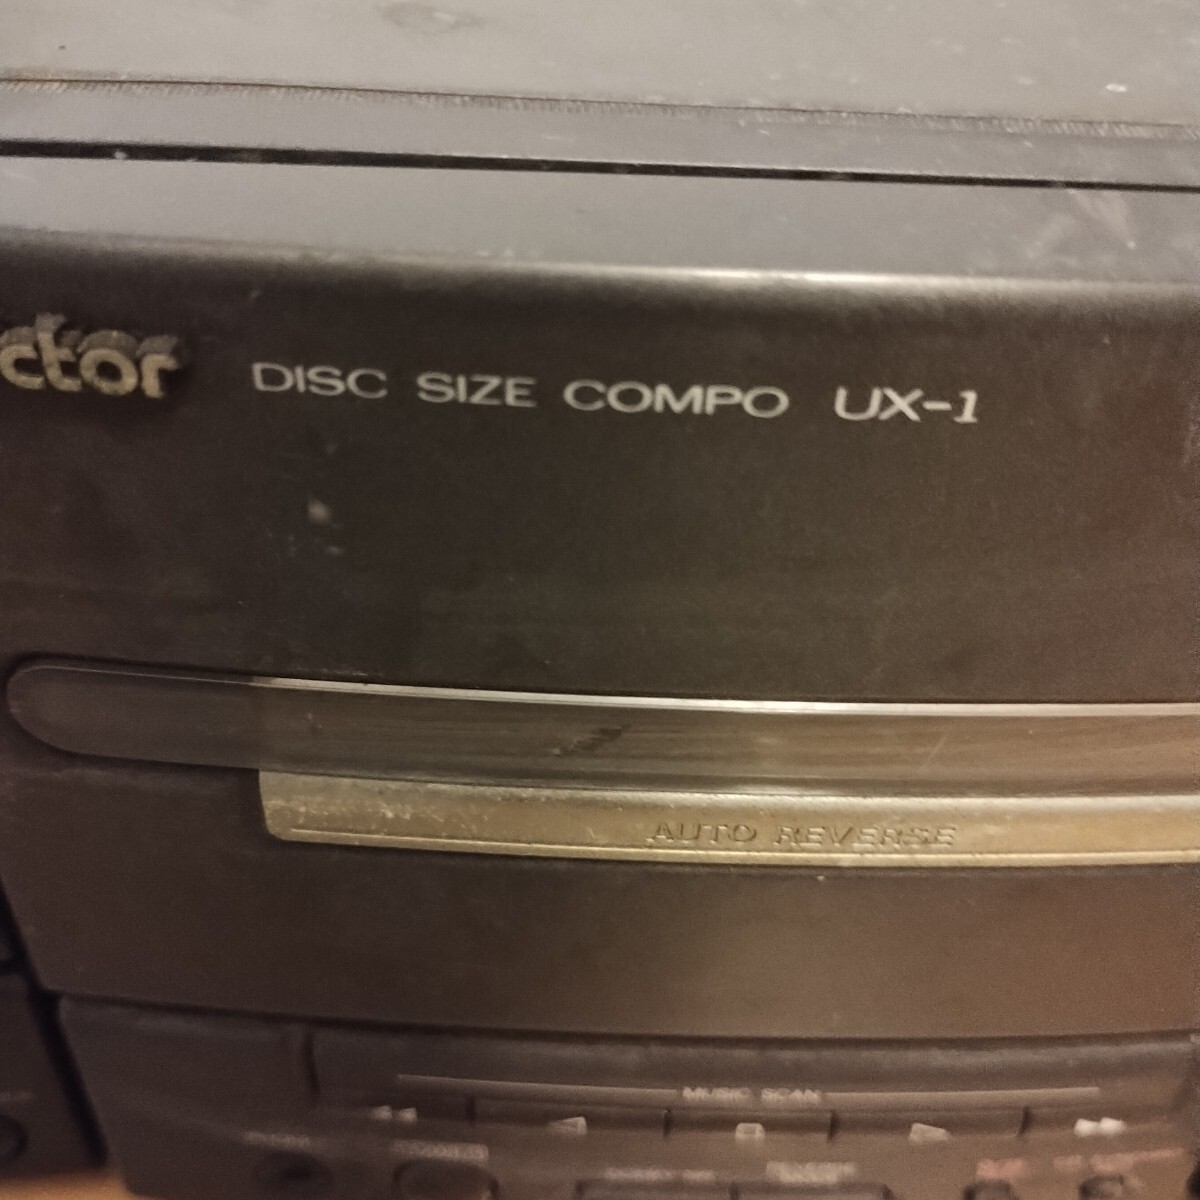 ctor DISC SIZE COMPO UX-1
AUTO REVERSE
MUSIC SCAN